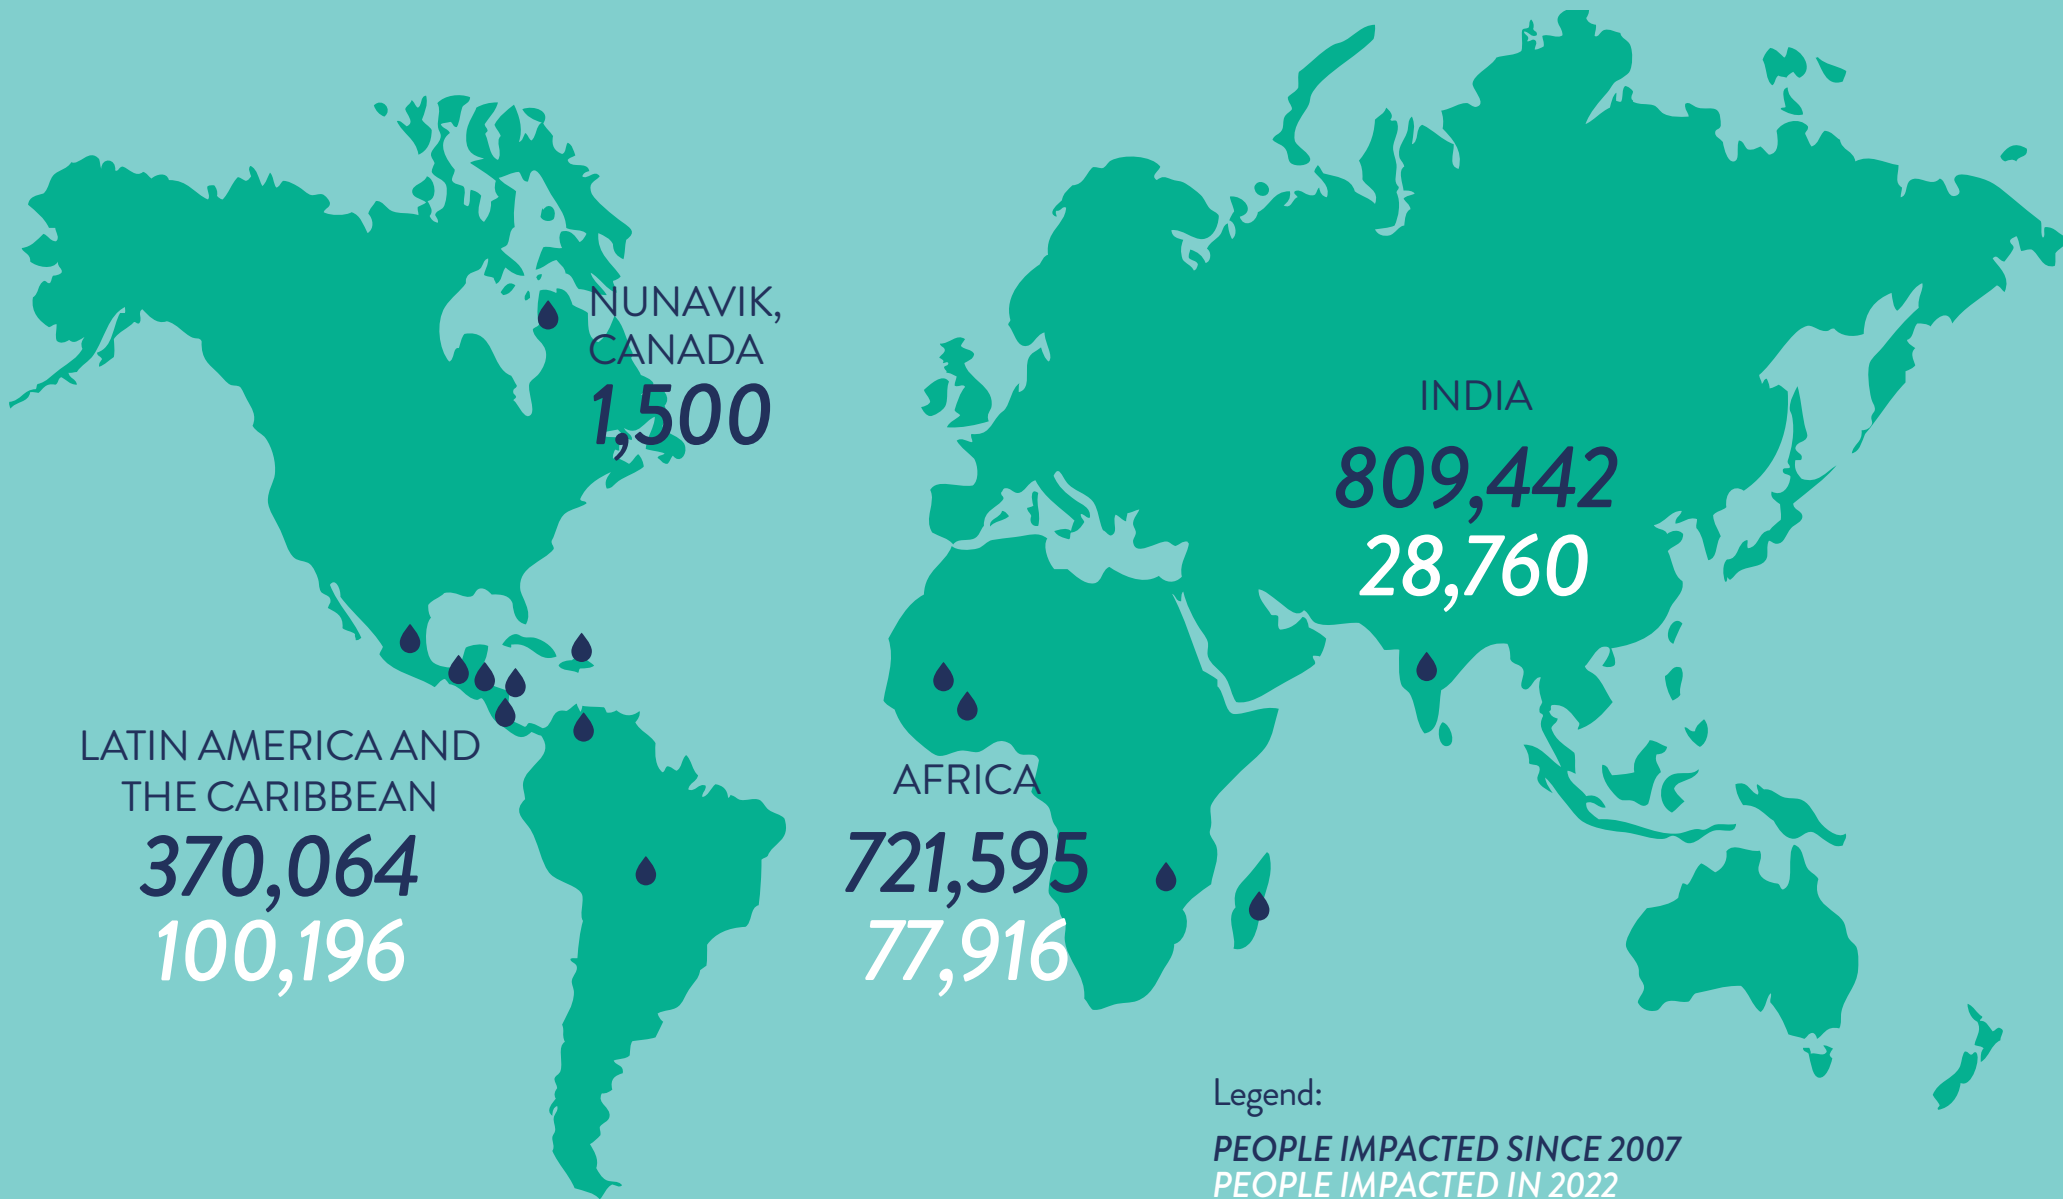 NUNAVIK,
CANADA
1,500
INDIA
809,442
28,760
LATIN AMERICA AND
THE CARIBBEAN
370,064
100,196
AFRICA
721,595
77,916
Legend:
PEOPLE IMPACTED SINCE 2007
PEOPLE IMPACTED IN 2022